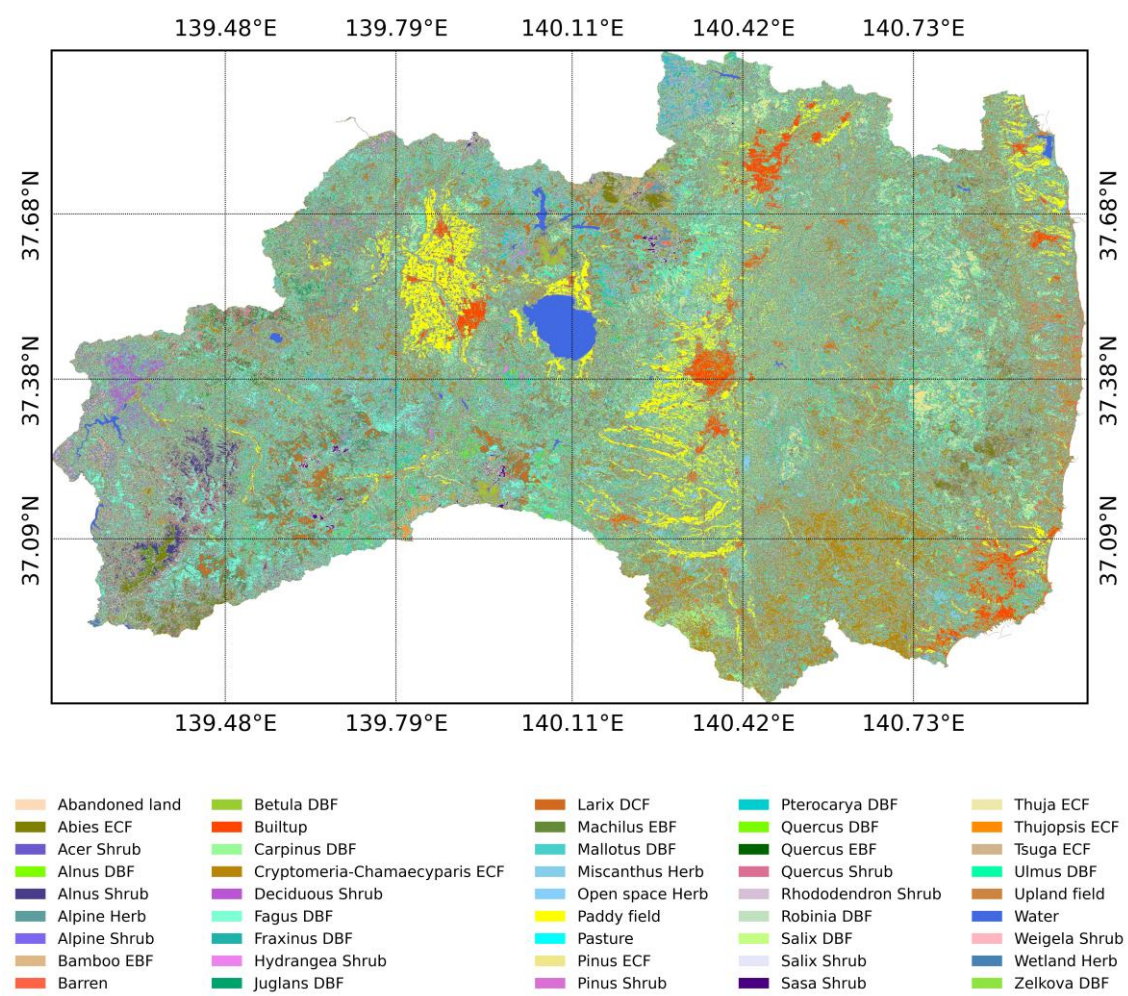 139.48°E 139.79°E 140.11°E 140.42°E 140.73°E
37.68°N 37.68°N
37.38°N 37.38°N
37.09°N 37.09°N
139.48°E 139.79°E 140.11°E 140.42°E 140.73°E
Abandoned land Betula DBF Larix DCF Pterocarya DBF Thuja ECF
Abies ECF Builtup Machilus EBF Quercus DBF Thujopsis ECF
Acer Shrub Carpinus DBF Mallotus DBF Quercus EBF Tsuga ECF
Alnus DBF Cryptomeria-Chamaecyparis ECF Miscanthus Herb Quercus Shrub Ulmus DBF
Alnus Shrub Deciduous Shrub Open space Herb Rhododendron Shrub Upland field
Alpine Herb Fagus DBF Paddy field Robinia DBF Water
Alpine Shrub Fraxinus DBF Pasture Salix DBF Weigela Shrub
Bamboo EBF Hydrangea Shrub Pinus ECF Salix Shrub Wetland Herb
Barren Juglans DBF Pinus Shrub Sasa Shrub Zelkova DBF